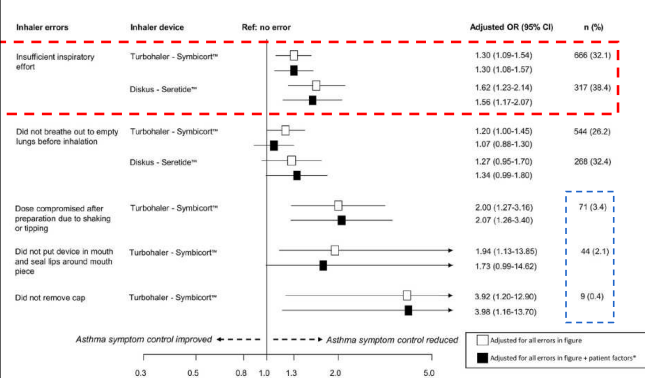 Inhaler errors Inhaler device Ref: no error Adjusted OR (95% CI) n (%)
Insufficient inspiratory Turbohaler - Symbicort™ 1.30 (1.09-1.54) 666 (32.1)
effort 1.30 (1.08-1.57)
Diskus - Seretide™ 1.62 (1.23-2.14) 317 (38.4)
1.56 (1.17-2.07)
Did not breathe out to empty Turbohaler - Symbicort™ 1.20 (1.00-1.45) 544 (26.2)
lungs before inhalation 1.07 (0.88-1.30)
Diskus - Seretide™ 1.27 (0.95-1.70) 268 (32.4)
1.34 (0.99-1.80)
Dose compromised after Turbohaler - Symbicort™ 2.00 (1.27-3.16) 71 (3.4)
preparation due to shaking 2.07 (1.26-3.40)
or tipping
Did not put device in mouth Turbohaler - Symbicort™ 1.94 (1.13-13.85) 44 (2.1)
and seal lips around mouth 1.73 (0.99-14.62)
piece
Did not remove cap Turbohaler - Symbicort™ 3.92 (1.20-12.90) 9 (0.4)
3.98 (1.16-13.70)
Asthma symptom control improved Asthma symptom control reduced
Adjusted for all errors in figure
Adjusted for all errors in figure + patient factors*
0.3 0.5 0.8 1.0 1.3 2.0 5.0